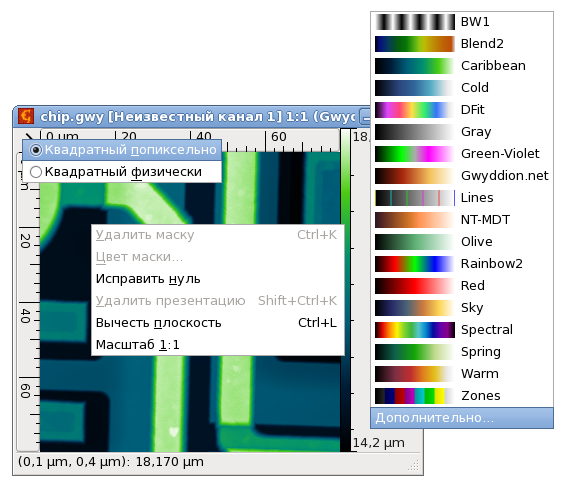 BW1
Blend2
Caribbean
Cold
DFit
Gray
Green-Violet
Gwyddion.net
Lines
NT-MDT
Olive
Rainbow2
Red
Sky
Spectral
Spring
Warm
Zones
Дополнительно...
chip.gwy [Неизвестный канал 1] 1:1 (Gwyd
0 µm 20 40 60
18,
Квадратный попиксельно
Квадратный физически
20
40
60
Удалить маску Ctrl+K
Цвет маски...
Исправить нуль
Удалить презентацию Shift+Ctrl+K
Вычесть плоскость Ctrl+L
Масштаб 1:1
14,2 µm
(0,1 µm, 0,4 µm): 18,170 µm